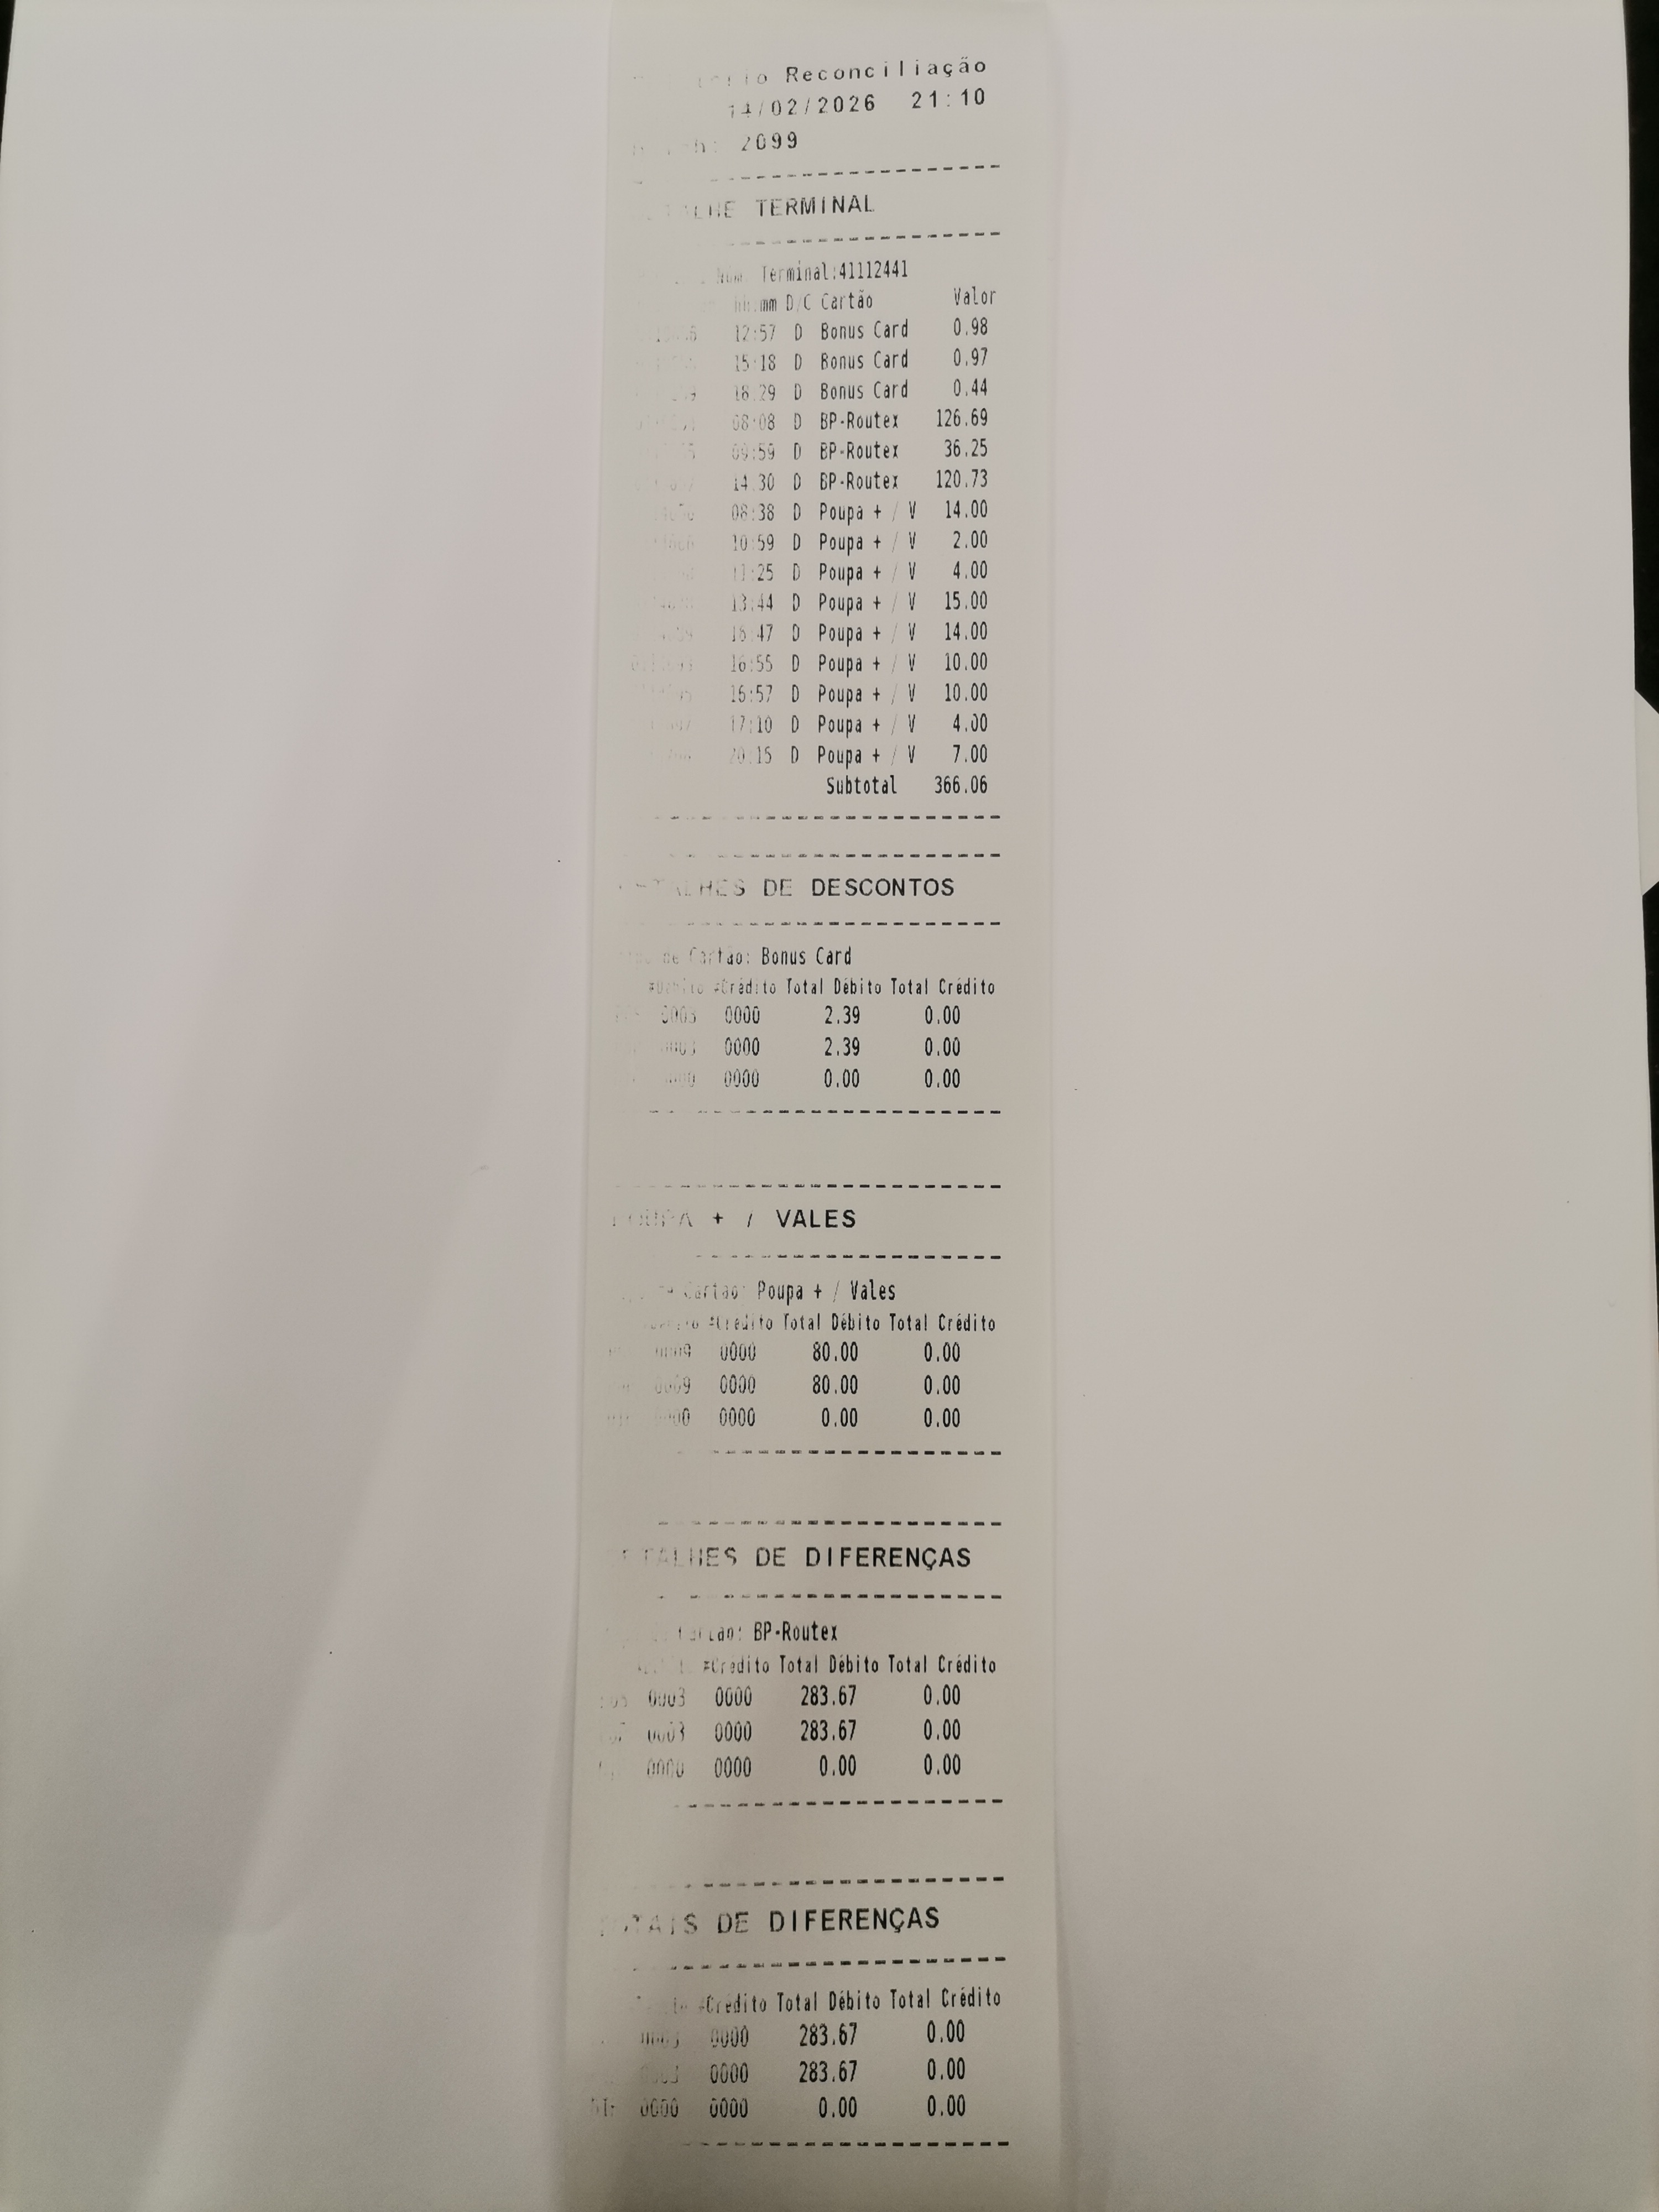 Reconciliação
14/02/2026 21:10
2099
TERMINAL
Terminal:41112441
hh:mm D/C Cartão Valor
12:57 D Bonus Card 0.98
15:18 D Bonus Card 0.97
18:29 D Bonus Card 0.44
08:08 D BP-Routex 126.69
09:59 D BP-Routex 36.25
14:30 D BP-Routex 120.73
08:38 D Poupa + / V 14.00
10:59 D Poupa + / V 2.00
11:25 D Poupa + / V 4.00
13:44 D Poupa + / V 15.00
D Poupa + / V 14.00
16:55 D Poupa + / V 10.00
16:57 D Poupa + / V 10.00
17:10 D Poupa + / V 4.00
20:15 D Poupa + / V 7.00
Subtotal 366.06
DE DESCONTOS
Cartão: Bonus Card
#Crédito Total Débito Total Crédito
0003 0000 2.39 0.00
0003 0000 2.39 0.00
0000 0.00 0.00
POUPA + / VALES
Cartão: Poupa + / Vales
#Crédito Total Débito Total Crédito
0009 0000 80.00 0.00
0009 0000 80.00 0.00
0000 0.00 0.00
DETALHES DE DIFERENÇAS
Cartão: BP-Routex
#Crédito Total Débito Total Crédito
0003 0000 283.67 0.00
0003 0000 283.67 0.00
0000 0000 0.00 0.00
TOTAIS DE DIFERENÇAS
#Crédito Total Débito Total Crédito
0003 0000 283.67 0.00
0003 0000 283.67 0.00
0000 0000 0.00 0.00